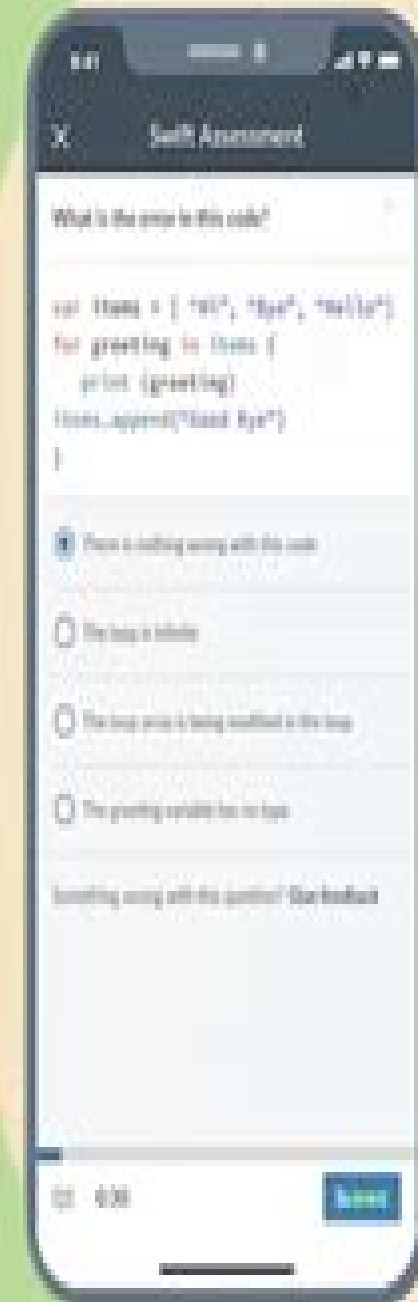 9:41
X Swift Assessment
What is the error in this code?
var items = [ "Hi", "Bye", "Hello"]
for greeting in items {
print (greeting)
items.append("Good Bye")
}
There is nothing wrong with this code
The loop is infinite
The loop array is being modified in the loop
The greeting variable has no type
Something wrong with this question? Give feedback